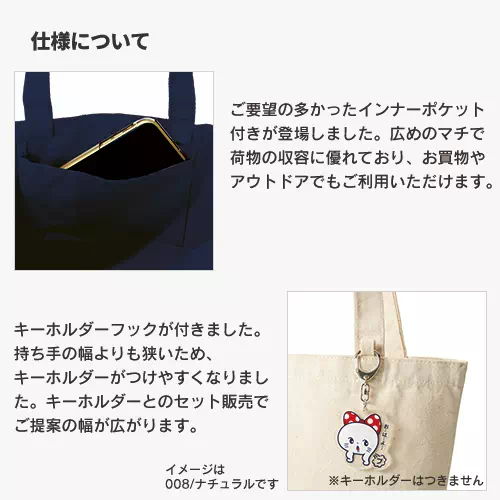 仕様について
ご要望の多かったインナーポケット
付きが登場しました。広めのマチで
荷物の収容に優れており、お買物や
アウトドアでもご利用いただけます。
キーホルダーフックが付きました。
持ち手の幅よりも狭いため、
キーホルダーがつけやすくなりまし
た。キーホルダーとのセット販売で
ご提案の幅が広がります。
イメージは
008/ナチュラルです
※キーホルダーはつきません